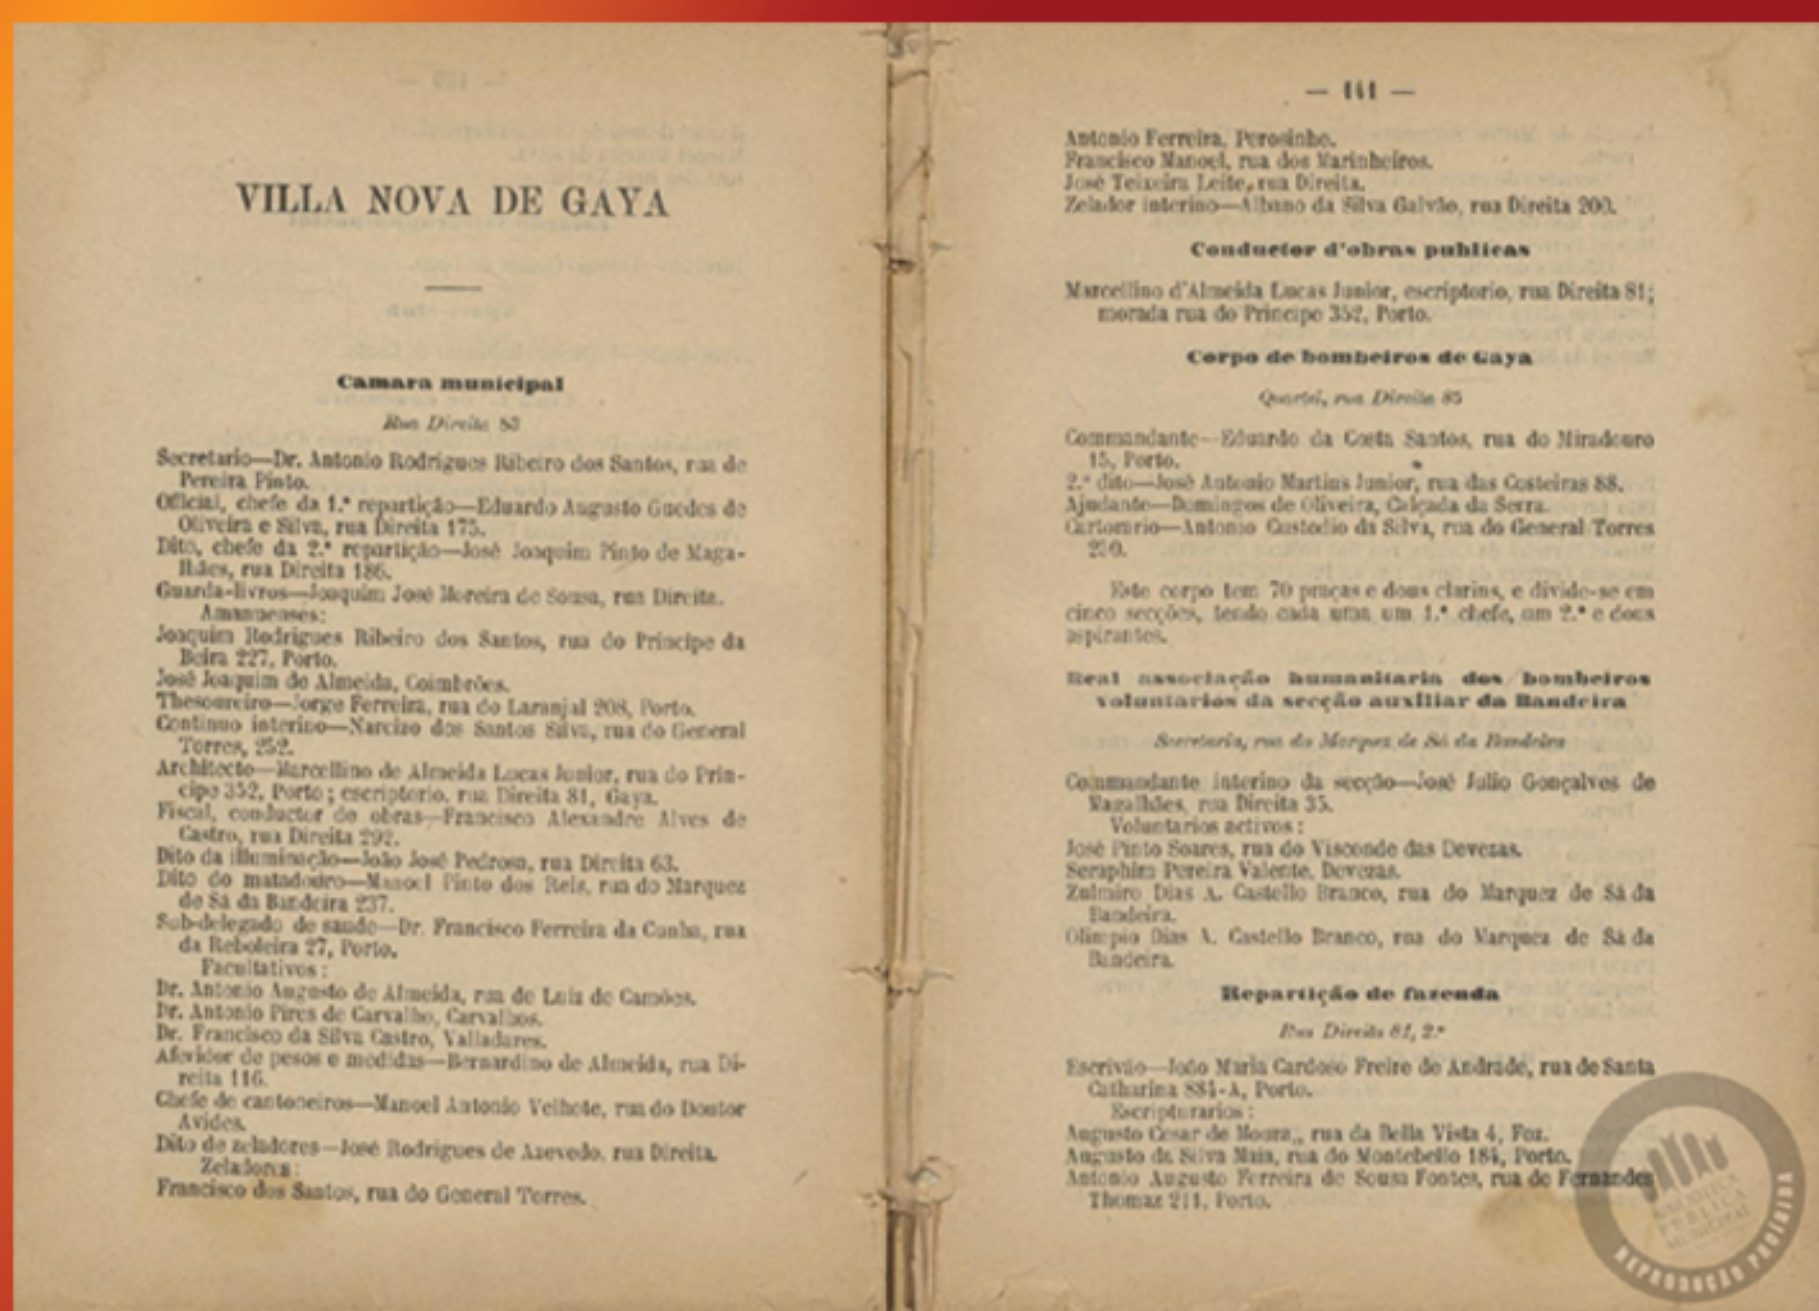 VILLA NOVA DE GAYA
Camara municipal
Rua Direita 83
Secretario—Dr. Antonio Rodrigues Ribeiro dos Santos, rua de
Pereira Pinto.
Official, chefe da 1.ª repartição—Eduardo Augusto Guedes de
Oliveira e Silva, rua Direita 175.
Dito, chefe da 2.ª repartição—José Joaquim Pinto de Maga-
lhães, rua Direita 186.
Guarda-livros—Joaquim José Moreira de Sousa, rua Direita.
Amanuenses:
Joaquim Rodrigues Ribeiro dos Santos, rua do Principe da
Beira 227, Porto.
José Joaquim de Almeida, Coimbrões.
Thesoureiro—Jorge Ferreira, rua do Laranjal 208, Porto.
Continuo interino—Narcizo dos Santos Silva, rua do General
Torres, 252.
Architecto—Marcellino de Almeida Lucas Junior, rua do Prin-
cipe 352, Porto; escriptorio, rua Direita 81, Gaya.
Fiscal, conductor de obras—Francisco Alexandre Alves de
Castro, rua Direita 292.
Dito da illuminação—João José Pedrosa, rua Direita 63.
Dito do matadouro—Manoel Pinto dos Reis, rua do Marquez
de Sá da Bandeira 237.
Sub-delegado de saude—Dr. Francisco Ferreira da Cunha, rua
da Reboleira 27, Porto.
Facultativos:
Dr. Antonio Augusto de Almeida, rua de Luiz de Camões.
Dr. Antonio Pires de Carvalho, Carvalhos.
Dr. Francisco da Silva Castro, Valladares.
Aferidor de pesos e medidas—Bernardino de Almeida, rua Di-
reita 116.
Chefe de cantoneiros—Manoel Antonio Velhote, rua do Doutor
Avides.
Dito de zeladores—José Rodrigues de Azevedo, rua Direita.
Zeladores:
Francisco dos Santos, rua do General Torres.
— 141 —
Antonio Ferreira, Perosinho.
Francisco Manoel, rua dos Marinheiros.
José Teixeira Leite, rua Direita.
Zelador interino—Albano da Silva Galvão, rua Direita 200.
Conductor d'obras publicas
Marcellino d'Almeida Lucas Junior, escriptorio, rua Direita 81;
morada rua do Principe 352, Porto.
Corpo de bombeiros de Gaya
Quartel, rua Direita 85
Commandante—Eduardo da Costa Santos, rua do Miradouro
15, Porto.
2.º dito—José Antonio Martins Junior, rua das Costeiras 88.
Ajudante—Domingos de Oliveira, Calçada da Serra.
Cartorario—Antonio Custodio da Silva, rua do General Torres
Este corpo tem 70 praças e dous clarins, e divide-se em
cinco secções, tendo cada uma um 1.º chefe, um 2.º e dous
aspirantes.
Real associação humanitaria dos bombeiros
voluntarios da secção auxiliar da Bandeira
Secretaria, rua do Marquez de Sá da Bandeira
Commandante interino da secção—José Julio Gonçalves de
Magalhães, rua Direita 35.
Voluntarios activos:
José Pinto Soares, rua do Visconde das Devezas.
Seraphim Pereira Valente, Devezas.
Zulmiro Dias A. Castello Branco, rua do Marquez de Sá da
Bandeira.
Olimpio Dias A. Castello Branco, rua do Marquez de Sá da
Bandeira.
Repartição de fazenda
Rua Direita 81, 2.º
Escrivão—João Maria Cardoso Freire de Andrade, rua de Santa
Catharina 884-A, Porto.
Escripturarios:
Augusto Cesar de Moura,, rua da Bella Vista 4, Foz.
Augusto da Silva Maia, rua do Montebello 184, Porto.
Antonio Augusto Ferreira de Sousa Fontes, rua de Fernandes
Thomaz 211, Porto.
BIBLIOTECA
PUBLICA
MUNICIPAL
REPRODUÇÃO PROIBIDA